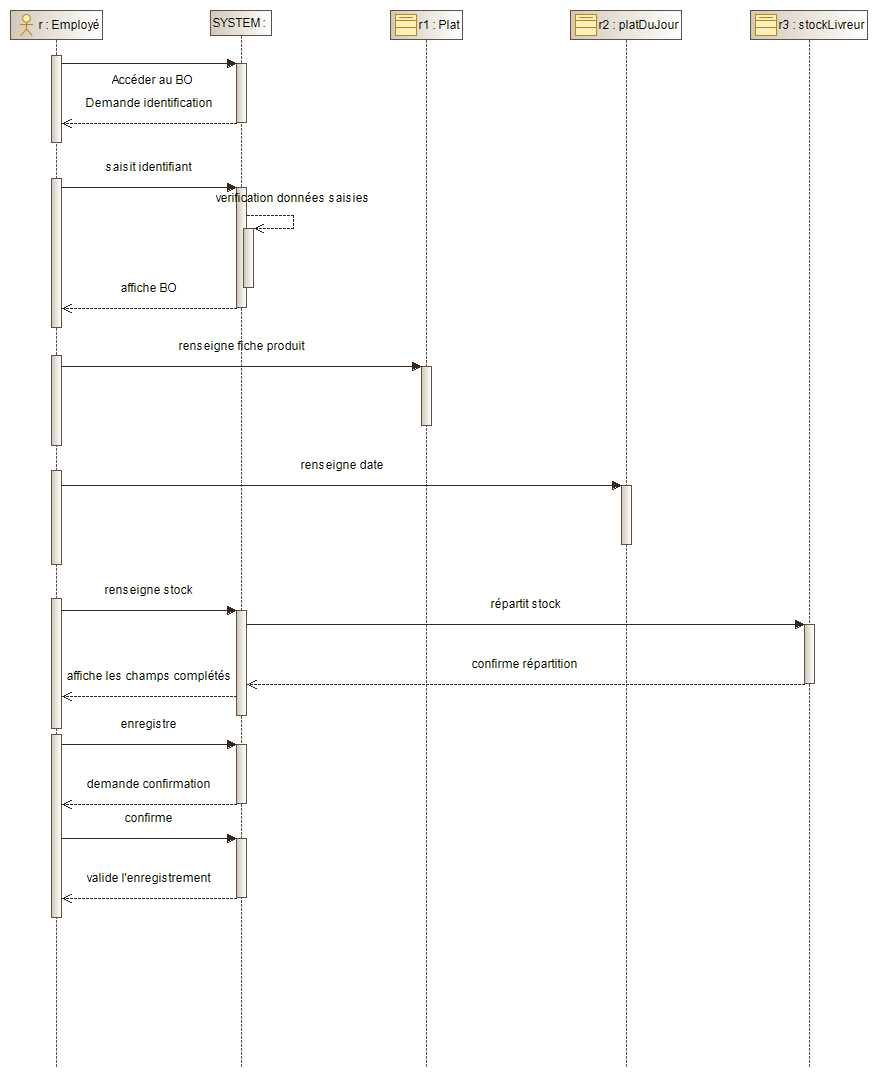 r : Employé
SYSTEM :
r1 : Plat
r2 : platDuJour
r3 : stockLivreur
Accéder au BO
Demande identification
saisit identifiant
verification données saisies
affiche BO
renseigne fiche produit
renseigne date
renseigne stock
répartit stock
confirme répartition
affiche les champs complétés
enregistre
demande confirmation
confirme
valide l'enregistrement